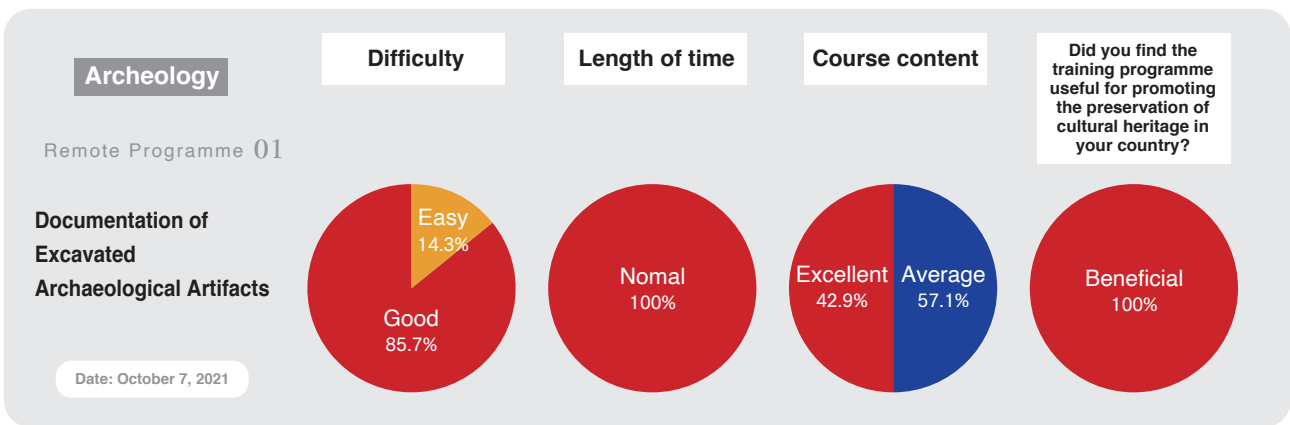 Archeology
Remote Programme 01
Documentation of
Excavated
Archaeological Artifacts
Date: October 7, 2021
Difficulty
Easy
14.3%
Good
85.7%
Length of time
Nomal
100%
Course content
Excellent
42.9%
Average
57.1%
Did you find the
training programme
useful for promoting
the preservation of
cultural heritage in
your country?
Beneficial
100%